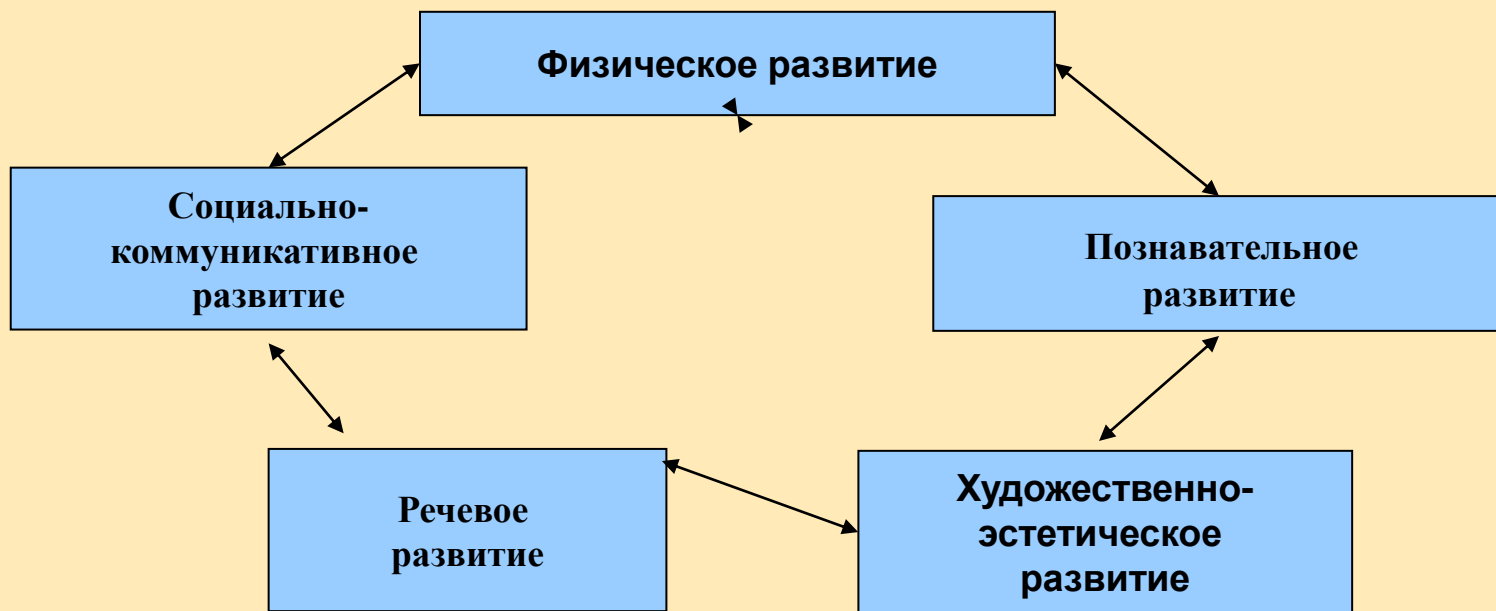 Физическое развитие
Социально-
коммуникативное
развитие
Познавательное
развитие
Речевое
развитие
Художественно-
эстетическое
развитие